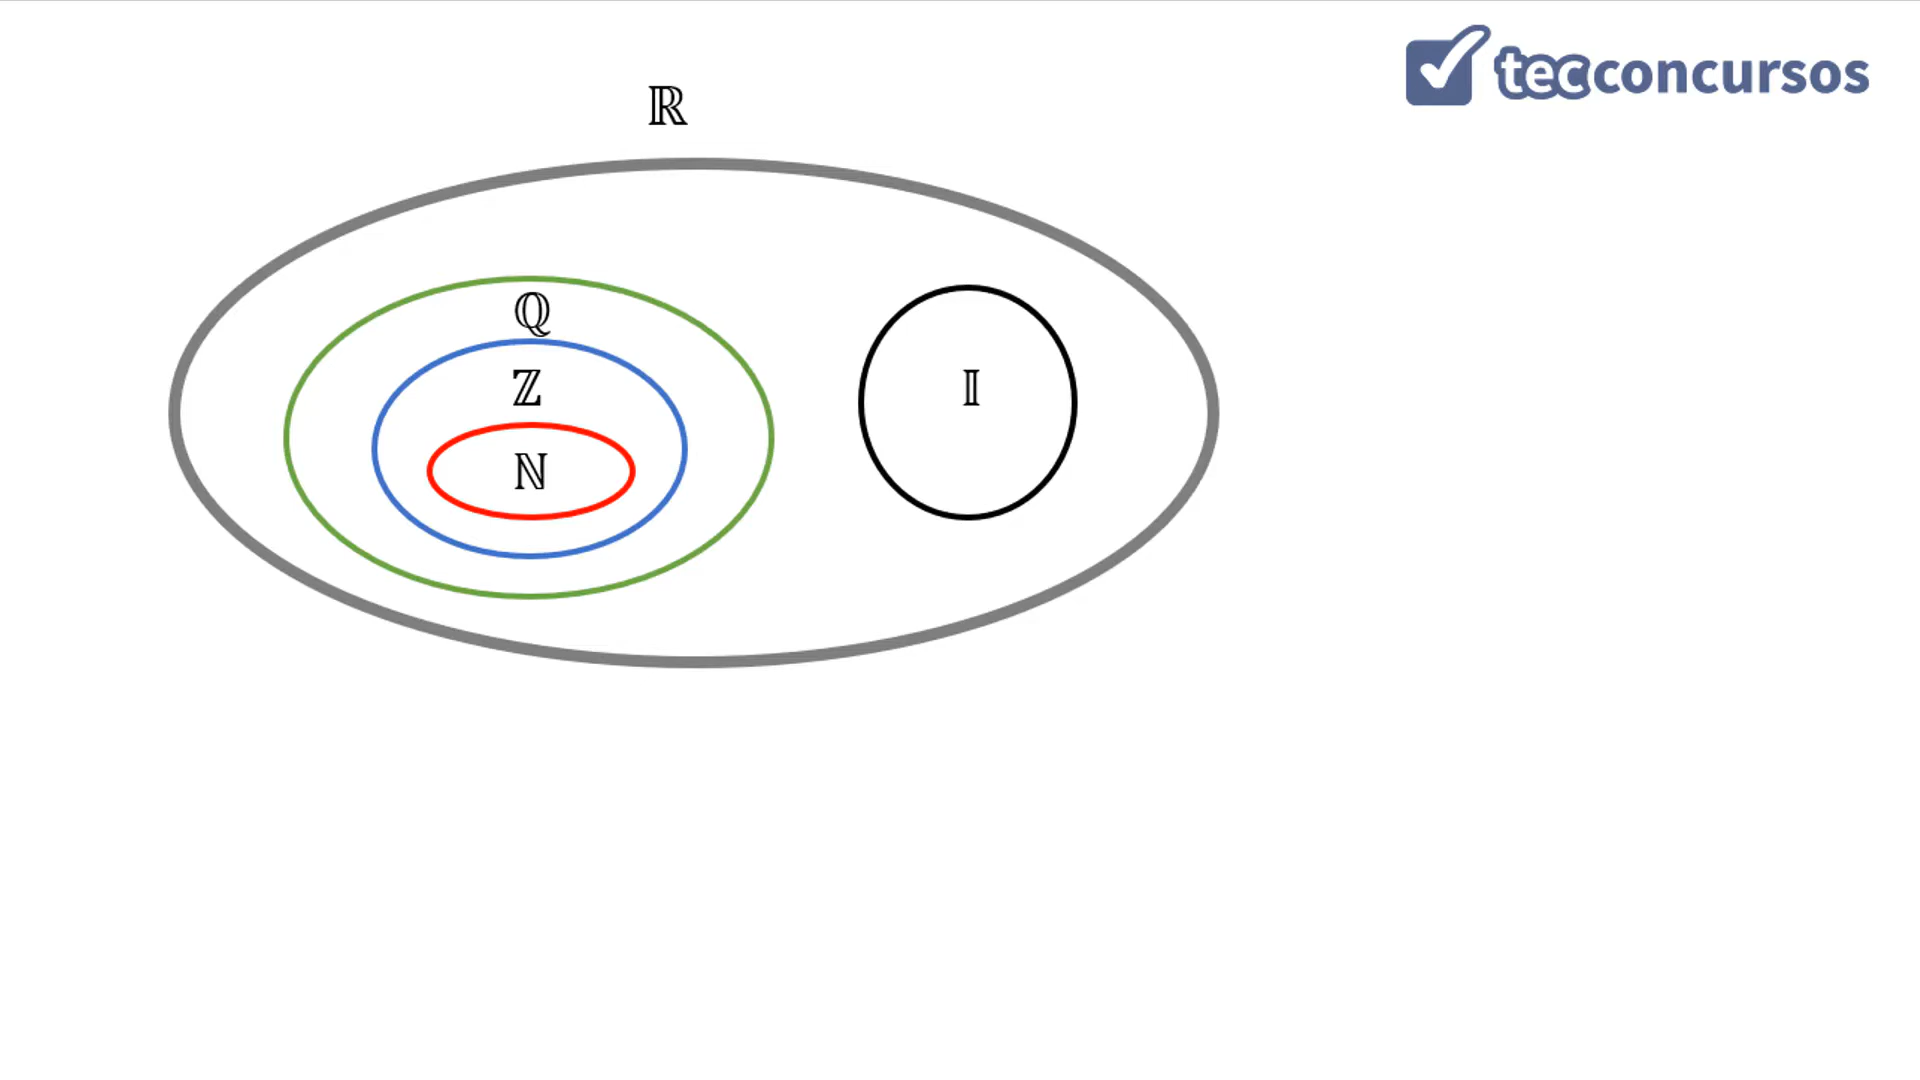 tecconcursos
ℝ
ℚ
ℤ
𝕀
ℕ